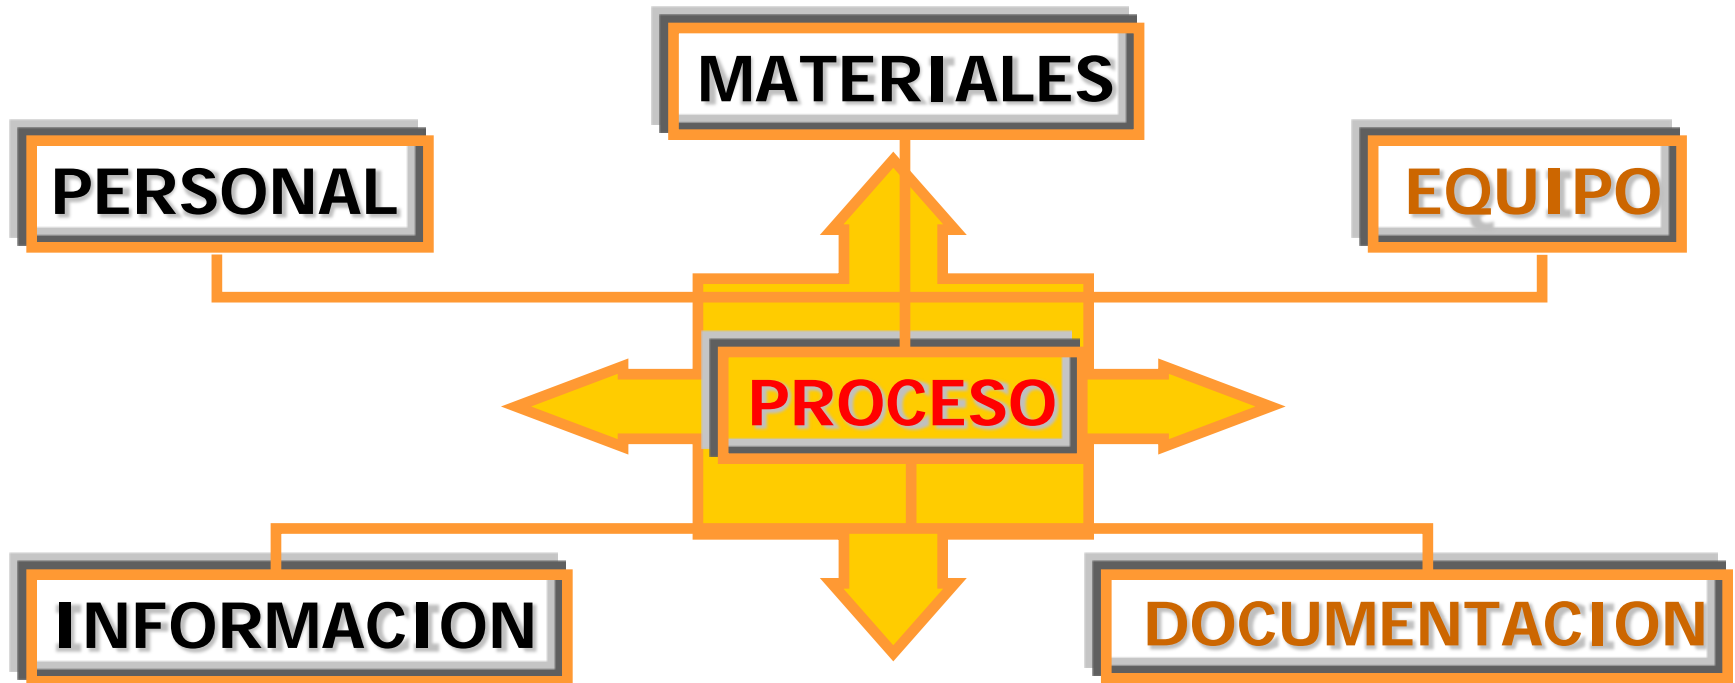 MATERIALES
PERSONAL
EQUIPO
PROCESO
INFORMACION
DOCUMENTACION